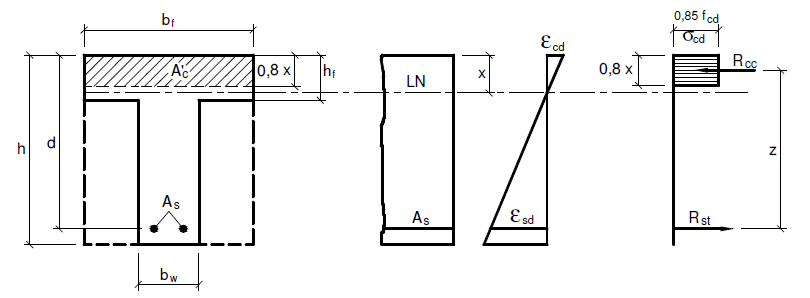 b_f
0,85 f_cd
σ_cd
ε_cd
A'_c
0,8 x
h_f
x
LN
0,8 x
R_cc
h
d
z
A_s
A_s
ε_sd
R_st
b_w